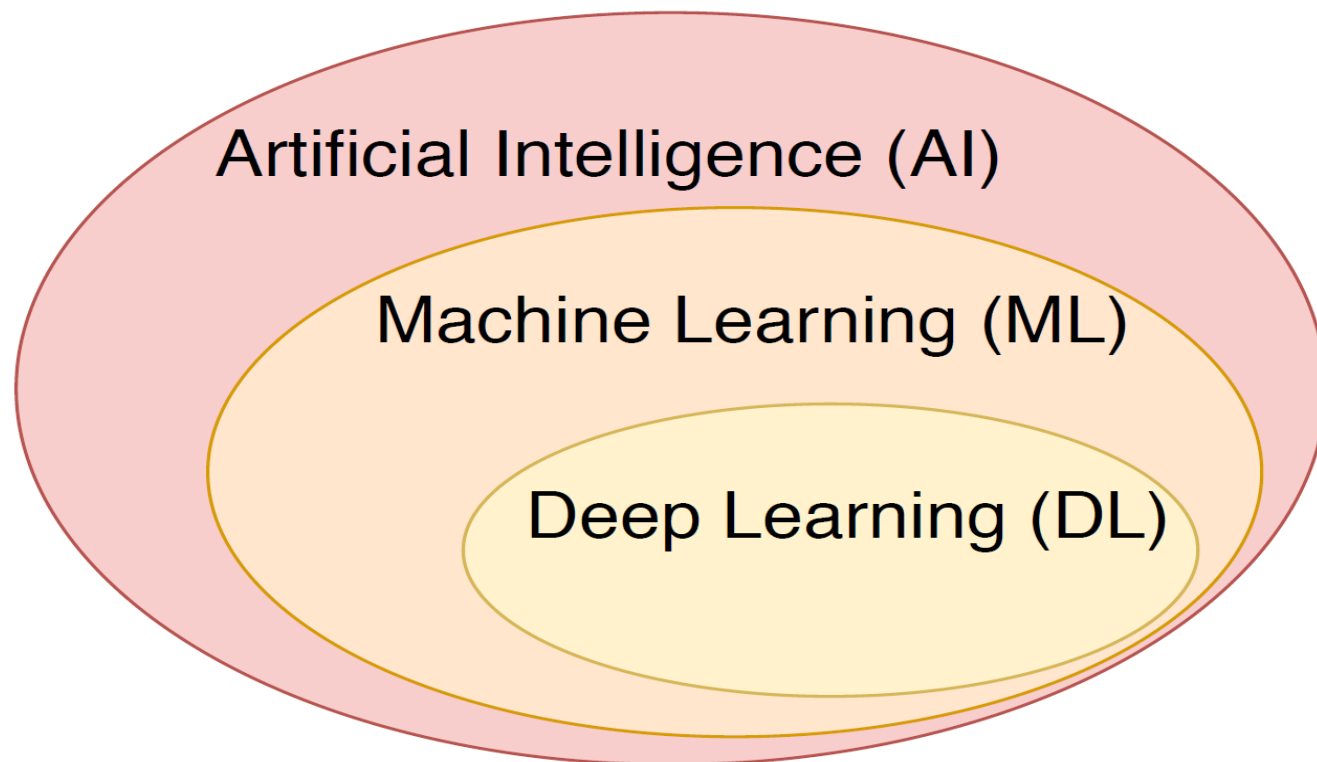 Artificial Intelligence (AI)
Machine Learning (ML)
Deep Learning (DL)